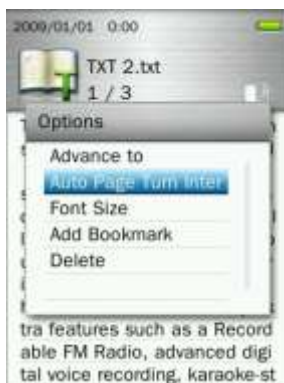 2009/01/01 0:00
TXT 2.txt
1 / 3
Options
Advance to
Auto Page Turn Inter
Font Size
Add Bookmark
Delete
tra features such as a Record
able FM Radio, advanced digi
tal voice recording, karaoke-st